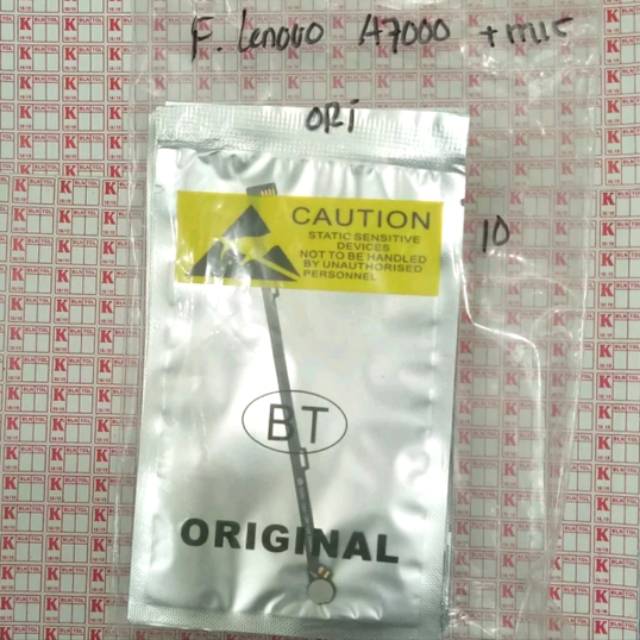 F. Lenovo A7000 + mic
ORI
10
CAUTION
STATIC SENSITIVE
DEVICES
NOT TO BE HANDLED
BY UNAUTHORISED
PERSONNEL
BT
ORIGINAL